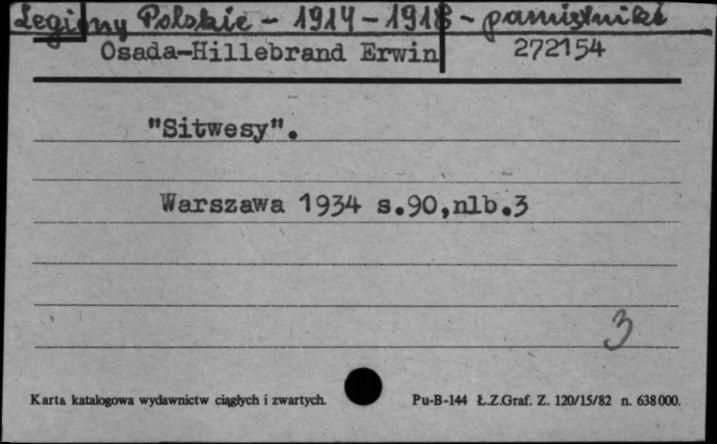 Legiony Polskie - 1914-1918 - pamiętniki
Osada-Hillebrand Erwin 272154
"Sitwesy".
Warszawa 1934 s.90,nlb.3
3
Karta katalogowa wydawnictw ciągłych i zwartych. Pu-B-144 Ł.Z.Graf. Z. 120/15/82 n. 638000.